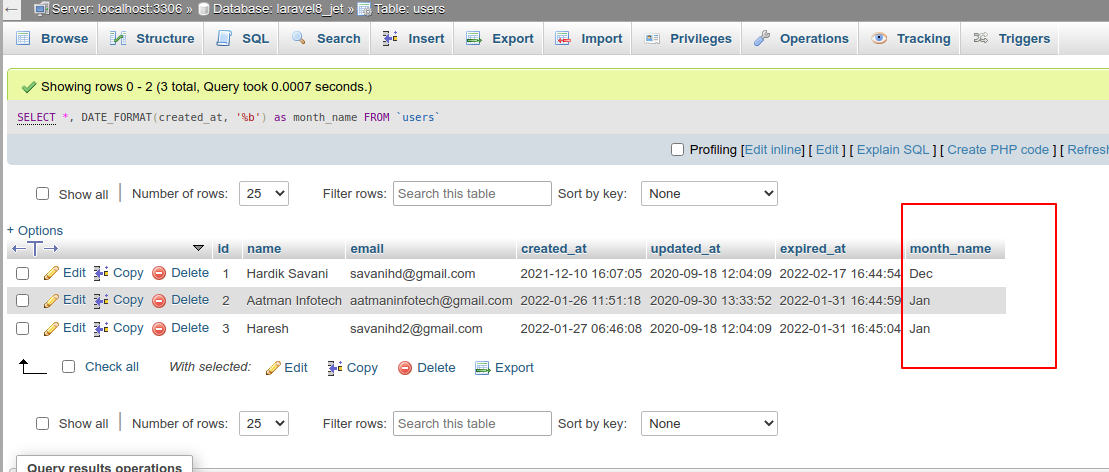 Server: localhost:3306 » Database: laravel8_jet » Table: users
Browse Structure SQL Search Insert Export Import Privileges Operations Tracking Triggers
Showing rows 0 - 2 (3 total, Query took 0.0007 seconds.)
SELECT *, DATE_FORMAT(created_at, '%b') as month_name FROM `users`
Profiling [Edit inline] [ Edit ] [ Explain SQL ] [ Create PHP code ] [ Refresh
Show all Number of rows: 25 Filter rows: Search this table Sort by key: None
+ Options
←T→ id name email created_at updated_at expired_at month_name
Edit Copy Delete 1 Hardik Savani savanihd@gmail.com 2021-12-10 16:07:05 2020-09-18 12:04:09 2022-02-17 16:44:54 Dec
Edit Copy Delete 2 Aatman Infotech aatmaninfotech@gmail.com 2022-01-26 11:51:18 2020-09-30 13:33:52 2022-01-31 16:44:59 Jan
Edit Copy Delete 3 Haresh savanihd2@gmail.com 2022-01-27 06:46:08 2020-09-18 12:04:09 2022-01-31 16:45:04 Jan
Check all With selected: Edit Copy Delete Export
Show all Number of rows: 25 Filter rows: Search this table Sort by key: None
Query results operations